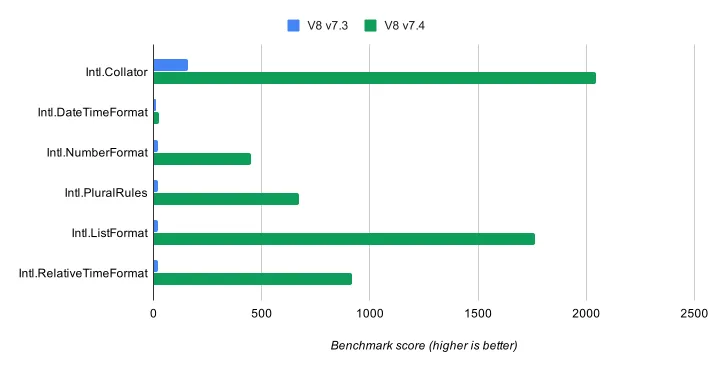 V8 v7.3 V8 v7.4
Intl.Collator
Intl.DateTimeFormat
Intl.NumberFormat
Intl.PluralRules
Intl.ListFormat
Intl.RelativeTimeFormat
0 500 1000 1500 2000 2500
Benchmark score (higher is better)